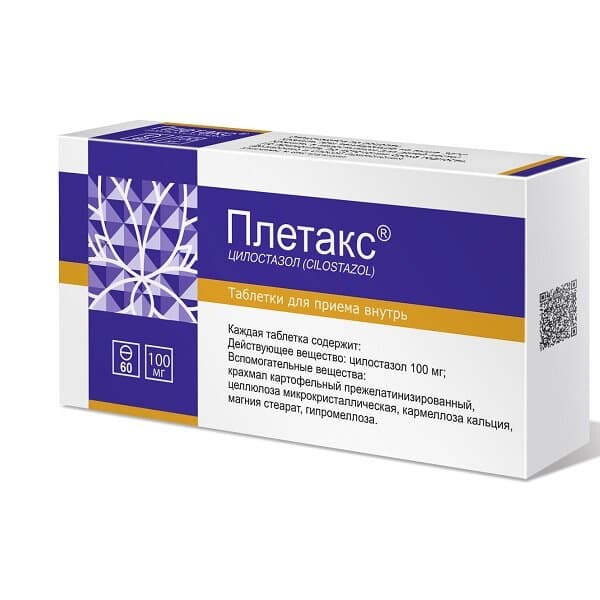 Плетакс®
ЦИЛОСТАЗОЛ (CILOSTAZOL)
Таблетки для приема внутрь
Каждая таблетка содержит:
Действующее вещество: цилостазол 100 мг;
Вспомогательные вещества:
крахмал картофельный прежелатинизированный,
целлюлоза микрокристаллическая, кармеллоза кальция,
магния стеарат, гипромеллоза.
60
100
МГ
Плетакс®